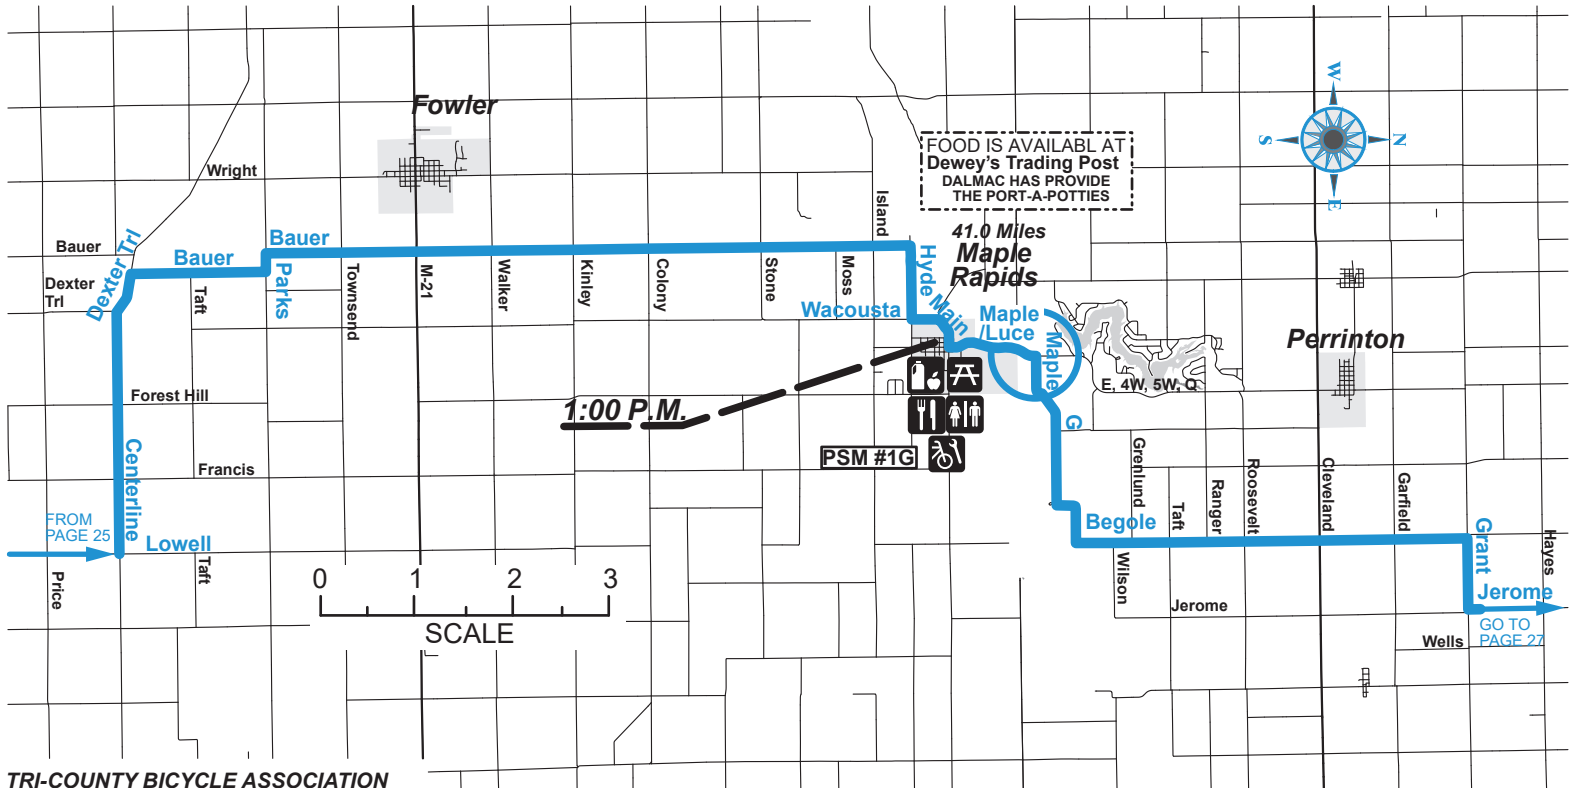 Fowler
W
S
N
E
FOOD IS AVAILABL AT
Dewey's Trading Post
DALMAC HAS PROVIDE
THE PORT-A-POTTIES
Wright
Island
41.0 Miles
Maple
Rapids
Bauer
Dexter Trl
Bauer
Bauer
Dexter
Trl
Taft
Parks
Townsend
M-21
Walker
Kinley
Colony
Stone
Moss
Hyde
Wacousta
Main
Maple
/Luce
Maple
Perrinton
E, 4W, 5W, Q
1:00 P.M.
G
Forest Hill
Centerline
Francis
PSM #1G
Grenlund
Taft
Ranger
Roosevelt
Cleveland
Garfield
FROM
PAGE 25
Lowell
Begole
Grant
Hayes
Price
Taft
Wilson
Jerome
Jerome
0 1 2 3
SCALE
GO TO
PAGE 27
Wells
TRI-COUNTY BICYCLE ASSOCIATION